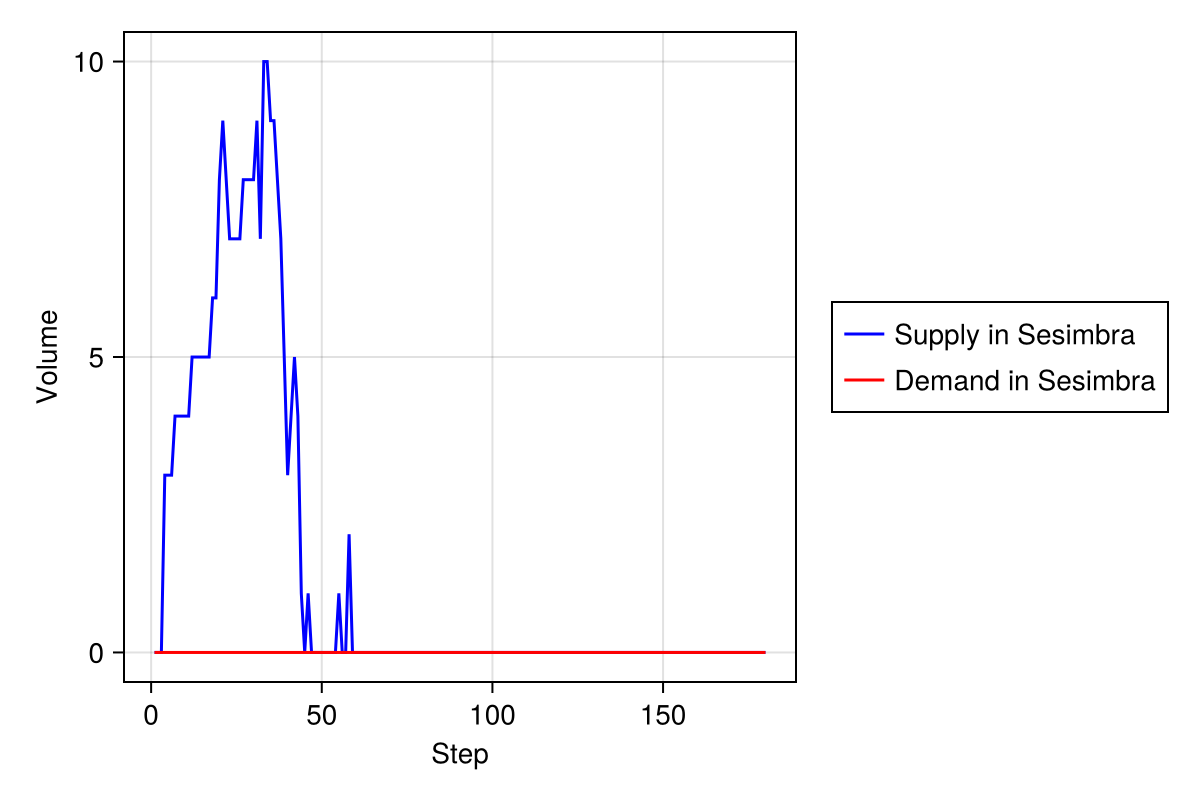 10
5
0
Volume
0 50 100 150
Step
Supply in Sesimbra
Demand in Sesimbra